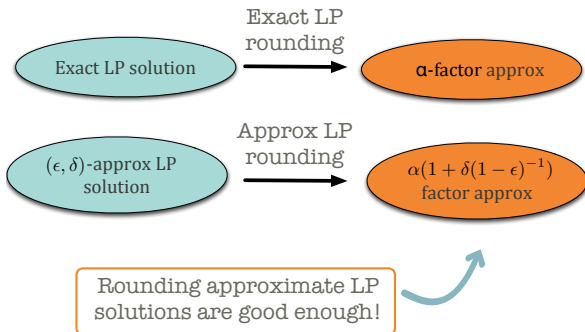 Exact LP
rounding
Exact LP solution
α-factor approx
Approx LP
rounding
(ϵ, δ)-approx LP
solution
α(1 + δ(1 − ϵ)⁻¹)
factor approx
Rounding approximate LP
solutions are good enough!